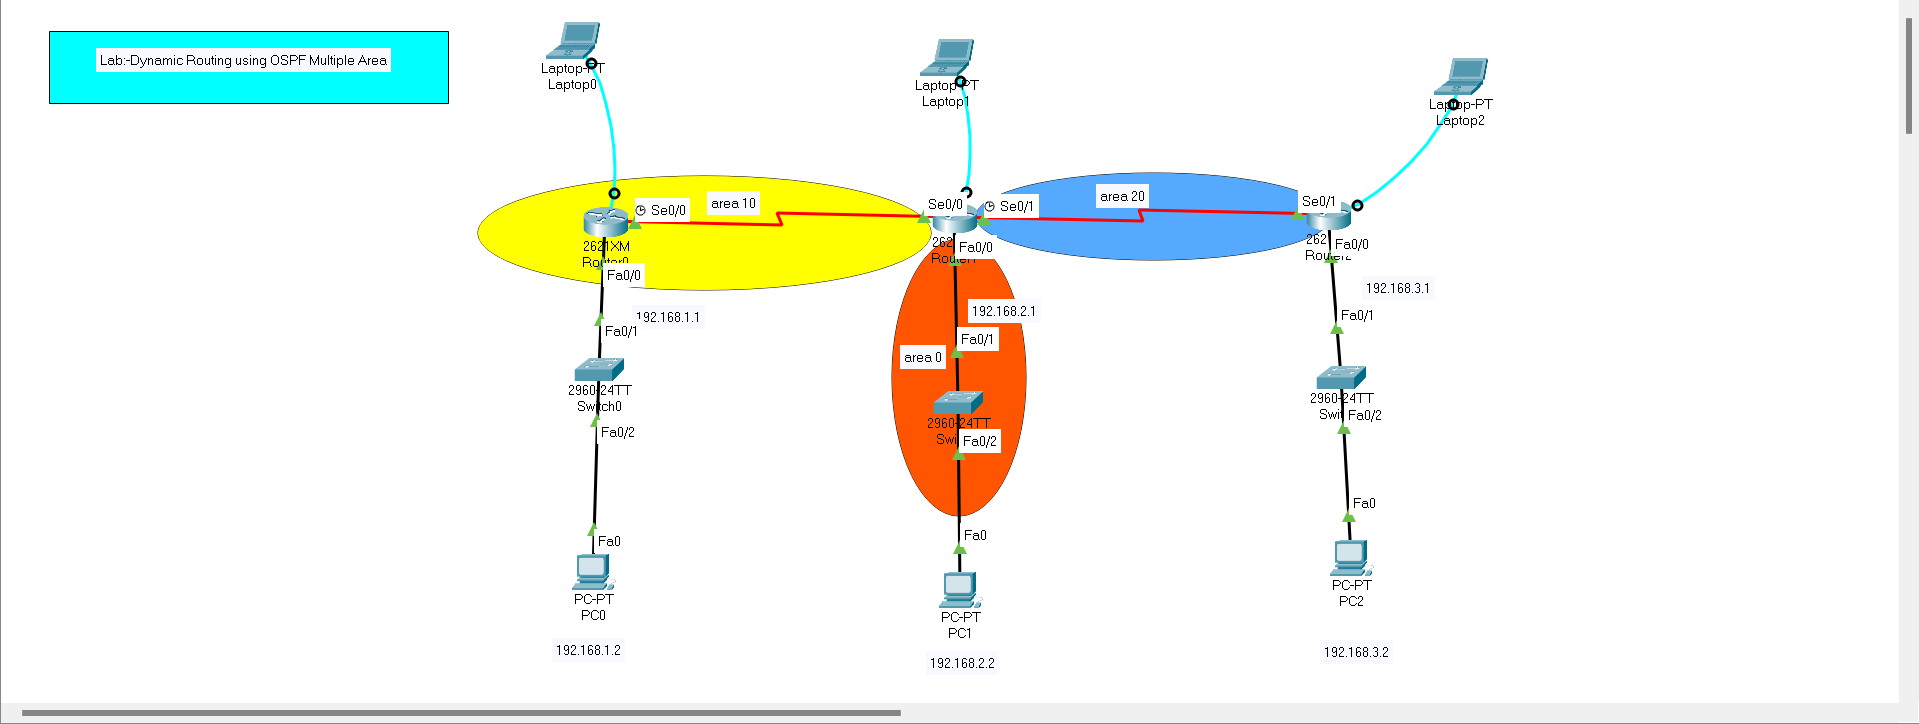 Lab:-Dynamic Routing using OSPF Multiple Area
Laptop-PT
Laptop0
Laptop-PT
Laptop1
Laptop-PT
Laptop2
Se0/0
area 10
Se0/0
Se0/1
area 20
Se0/1
2621XM
Router0
Fa0/0
262
Router1
Fa0/0
262
Router2
Fa0/0
192.168.1.1
192.168.2.1
192.168.3.1
Fa0/1
area 0
Fa0/1
Fa0/1
2960-24TT
Switch0
Fa0/2
2960-24TT
Swi
Fa0/2
2960-24TT
Swit
Fa0/2
Fa0
PC-PT
PC0
192.168.1.2
Fa0
PC-PT
PC1
192.168.2.2
Fa0
PC-PT
PC2
192.168.3.2